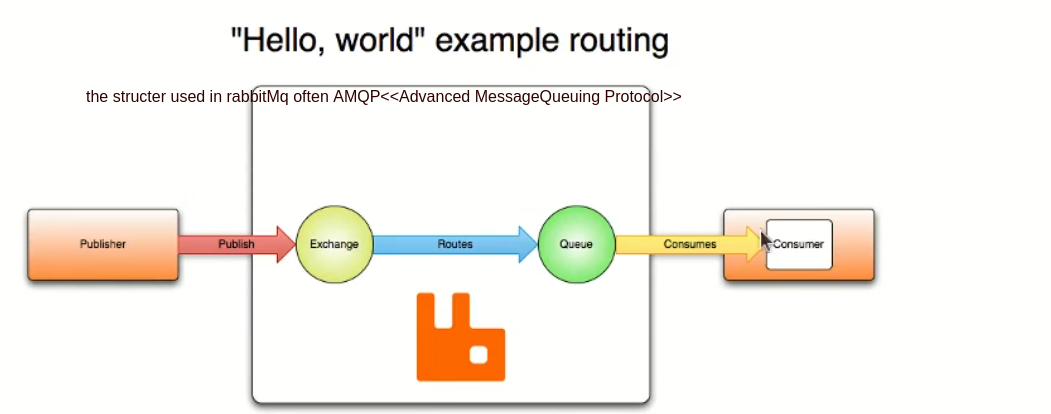 "Hello, world" example routing
the structer used in rabbitMq often AMQP<<Advanced MessageQueuing Protocol>>
Publisher
Publish
Exchange
Routes
Queue
Consumes
Consumer